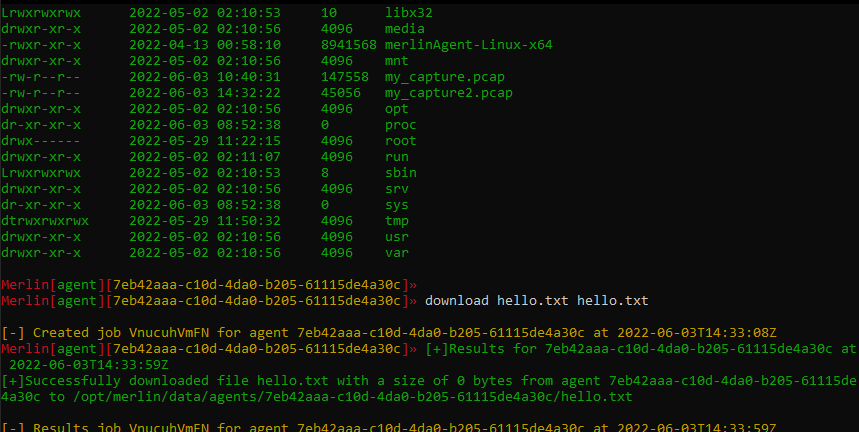 Lrwxrwxrwx 2022-05-02 02:10:53 10 libx32
drwxr-xr-x 2022-05-02 02:10:56 4096 media
-rwxr-xr-x 2022-04-13 00:58:10 8941568 merlinAgent-Linux-x64
drwxr-xr-x 2022-05-02 02:10:56 4096 mnt
-rw-r--r-- 2022-06-03 10:40:31 147558 my_capture.pcap
-rw-r--r-- 2022-06-03 14:32:22 45056 my_capture2.pcap
drwxr-xr-x 2022-05-02 02:10:56 4096 opt
dr-xr-xr-x 2022-06-03 08:52:38 0 proc
drwx------ 2022-05-29 11:22:15 4096 root
drwxr-xr-x 2022-05-02 02:11:07 4096 run
Lrwxrwxrwx 2022-05-02 02:10:53 8 sbin
drwxr-xr-x 2022-05-02 02:10:56 4096 srv
dr-xr-xr-x 2022-06-03 08:52:38 0 sys
dtrwxrwxrwx 2022-05-29 11:50:32 4096 tmp
drwxr-xr-x 2022-05-02 02:10:56 4096 usr
drwxr-xr-x 2022-05-02 02:10:56 4096 var
Merlin[agent][7eb42aaa-c10d-4da0-b205-61115de4a30c]»
Merlin[agent][7eb42aaa-c10d-4da0-b205-61115de4a30c]» download hello.txt hello.txt
[-] Created job VnucuhVmFN for agent 7eb42aaa-c10d-4da0-b205-61115de4a30c at 2022-06-03T14:33:08Z
Merlin[agent][7eb42aaa-c10d-4da0-b205-61115de4a30c]» [+]Results for 7eb42aaa-c10d-4da0-b205-61115de4a30c at
2022-06-03T14:33:59Z
[+]Successfully downloaded file hello.txt with a size of 0 bytes from agent 7eb42aaa-c10d-4da0-b205-61115de
4a30c to /opt/merlin/data/agents/7eb42aaa-c10d-4da0-b205-61115de4a30c/hello.txt
[-] Results job VnucuhVmFN for agent 7eb42aaa-c10d-4da0-b205-61115de4a30c at 2022-06-03T14:33:59Z